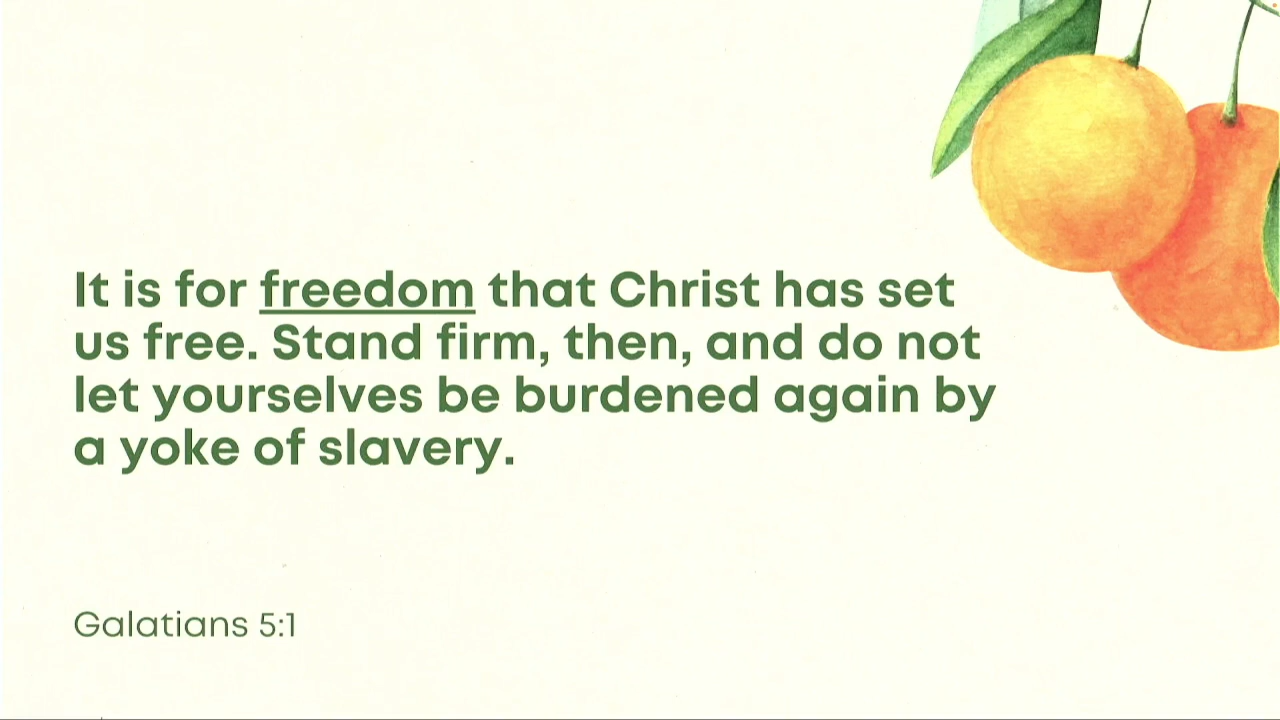 It is for freedom that Christ has set
us free. Stand firm, then, and do not
let yourselves be burdened again by
a yoke of slavery.
Galatians 5:1